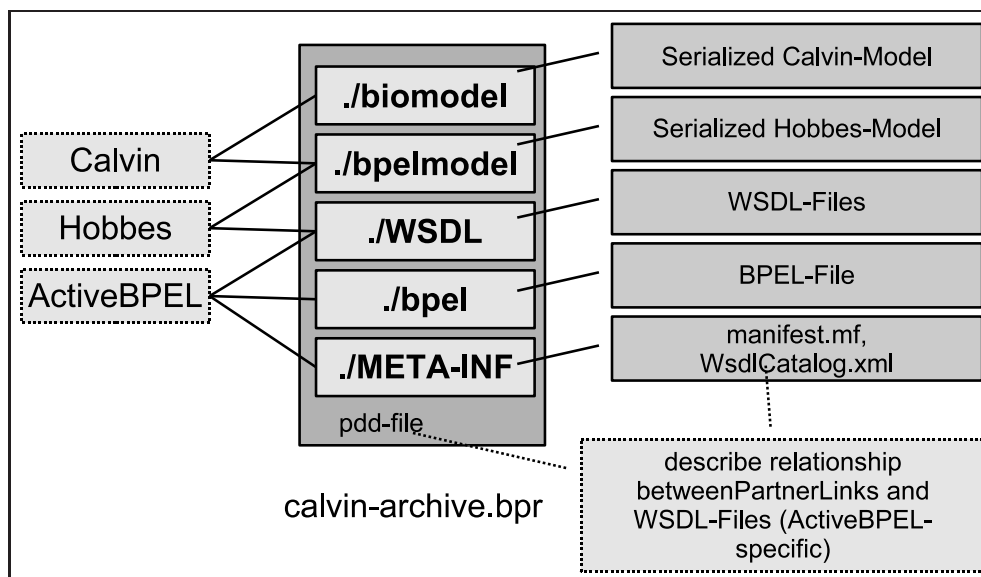 Calvin
Hobbes
ActiveBPEL
./biomodel
./bpelmodel
./WSDL
./bpel
./META-INF
pdd-file
calvin-archive.bpr
Serialized Calvin-Model
Serialized Hobbes-Model
WSDL-Files
BPEL-File
manifest.mf,
WsdlCatalog.xml
describe relationship
betweenPartnerLinks and
WSDL-Files (ActiveBPEL-
specific)